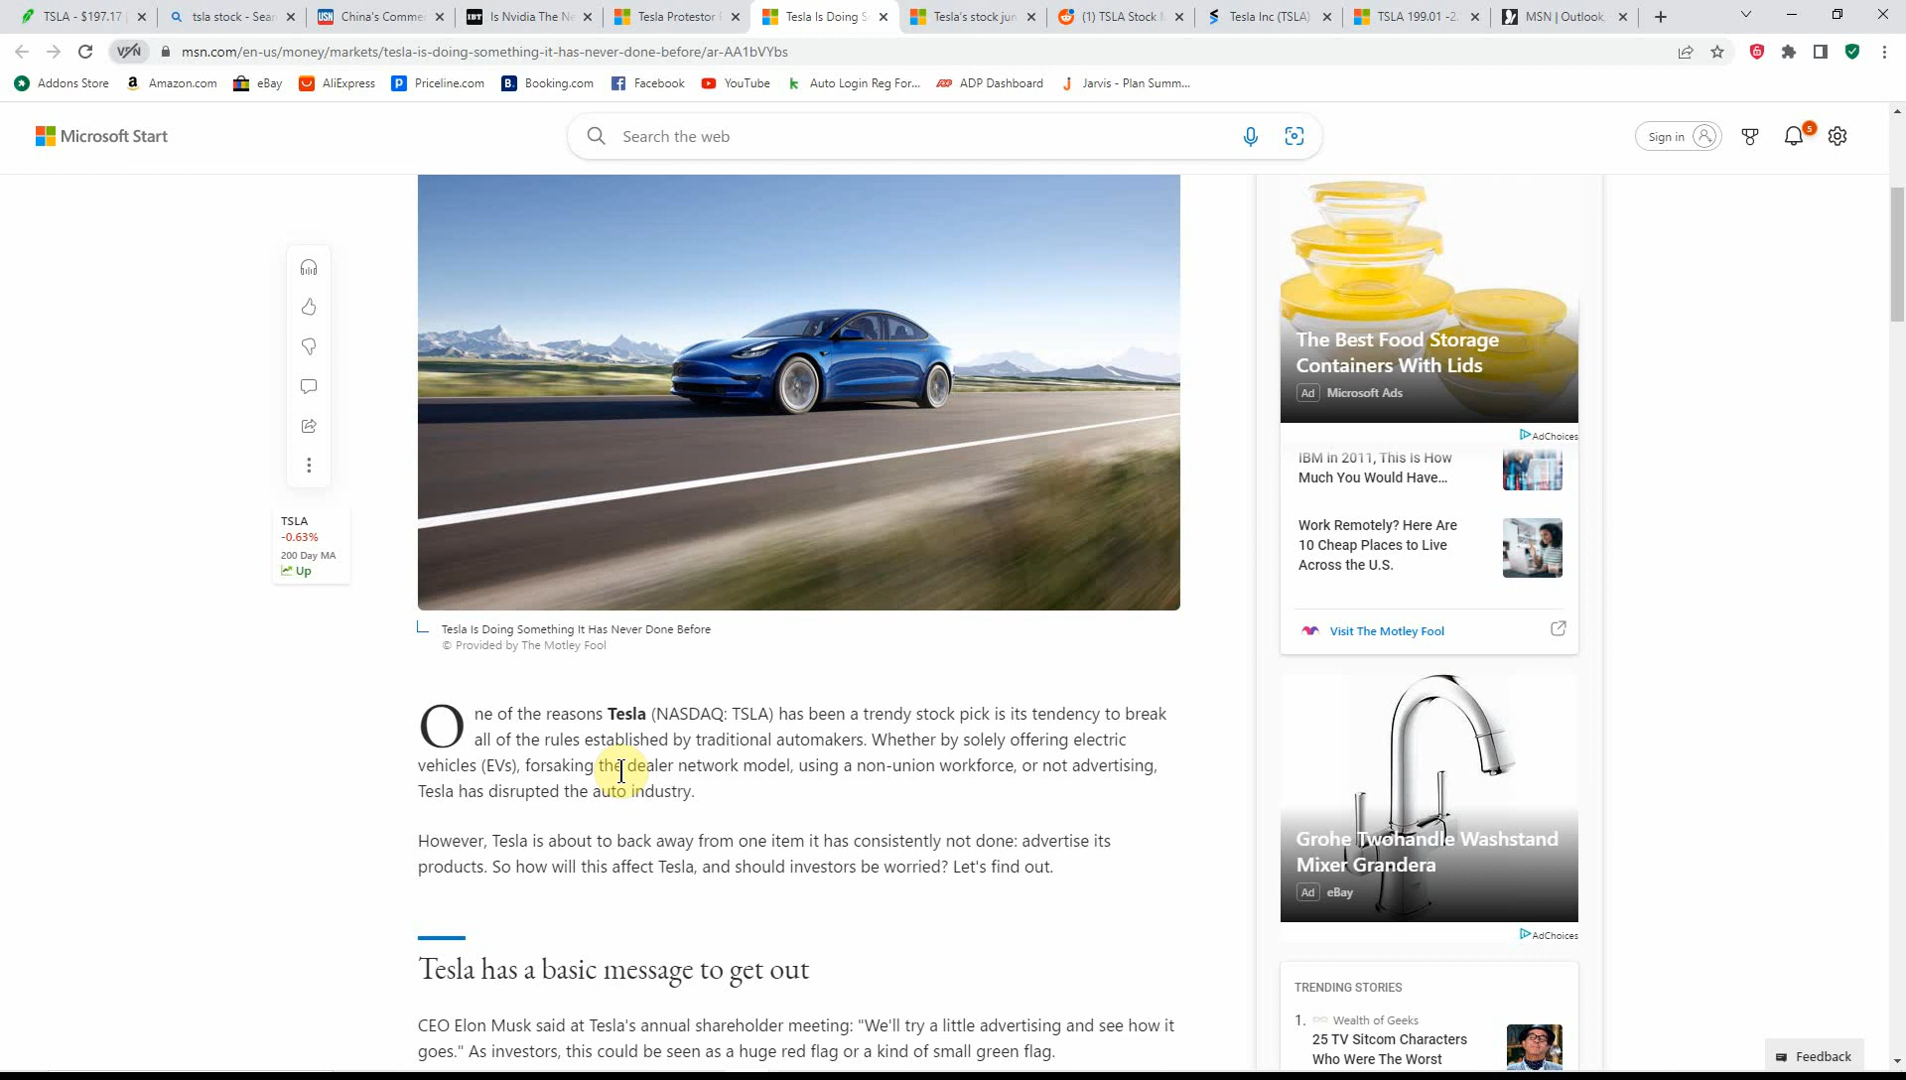 TSLA - $197.17 |
tsla stock - Sear
China's Comme
Is Nvidia The Ne
Tesla Protestor
Tesla Is Doing S
Tesla's stock jun
(1) TSLA Stock
Tesla Inc (TSLA)
TSLA 199.01 -2.
MSN | Outlook,
VPN
msn.com/en-us/money/markets/tesla-is-doing-something-it-has-never-done-before/ar-AA1bVYbs
Addons Store
Amazon.com
eBay
AliExpress
Priceline.com
Booking.com
Facebook
YouTube
Auto Login Reg For...
ADP Dashboard
Jarvis - Plan Summ...
Microsoft Start
Search the web
Sign in
5
TSLA
-0.63%
200 Day MA
Up
Tesla Is Doing Something It Has Never Done Before
© Provided by The Motley Fool
One of the reasons Tesla (NASDAQ: TSLA) has been a trendy stock pick is its tendency to break
all of the rules established by traditional automakers. Whether by solely offering electric
vehicles (EVs), forsaking the dealer network model, using a non-union workforce, or not advertising,
Tesla has disrupted the auto industry.
However, Tesla is about to back away from one item it has consistently not done: advertise its
products. So how will this affect Tesla, and should investors be worried? Let's find out.
Tesla has a basic message to get out
CEO Elon Musk said at Tesla's annual shareholder meeting: "We'll try a little advertising and see how it
goes." As investors, this could be seen as a huge red flag or a kind of small green flag.
The Best Food Storage
Containers With Lids
Ad Microsoft Ads
AdChoices
IBM in 2011, This Is How
Much You Would Have...
Work Remotely? Here Are
10 Cheap Places to Live
Across the U.S.
Visit The Motley Fool
Grohe Twohandle Washstand
Mixer Grandera
Ad eBay
AdChoices
TRENDING STORIES
1. Wealth of Geeks
25 TV Sitcom Characters
Who Were The Worst
Feedback